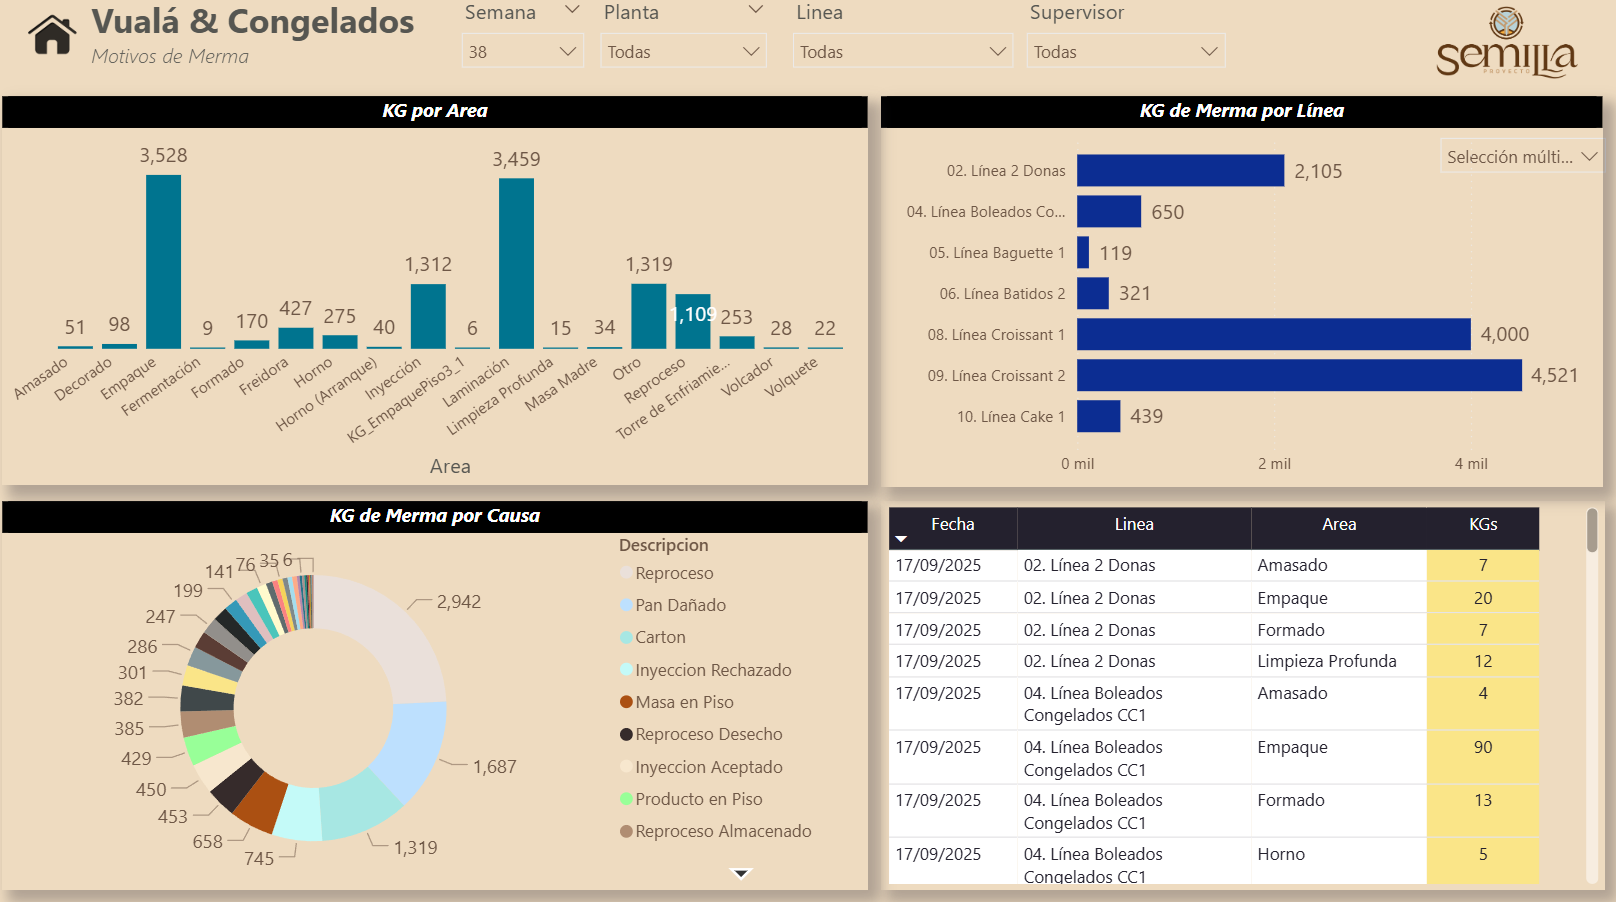 Vualá & Congelados
Motivos de Merma
Semana
38
Planta
Todas
Linea
Todas
Supervisor
Todas
semilla
PROYECTO
KG por Area
51
98
3,528
9
170
427
275
40
1,312
6
3,459
15
34
1,319
1,109
253
28
22
Amasado
Decorado
Empaque
Fermentación
Formado
Freidora
Horno
Horno (Arranque)
Inyección
KG_EmpaquePiso3_1
Laminación
Limpieza Profunda
Masa Madre
Otro
Reproceso
Torre de Enfriamie...
Volcador
Volquete
Area
KG de Merma por Línea
Selección múlti...
02. Línea 2 Donas 2,105
04. Línea Boleados Co... 650
05. Línea Baguette 1 119
06. Línea Batidos 2 321
08. Línea Croissant 1 4,000
09. Línea Croissant 2 4,521
10. Línea Cake 1 439
0 mil 2 mil 4 mil
KG de Merma por Causa
2,942
1,687
1,319
745
658
453
450
429
385
382
301
286
247
199
141
76
35
6
Descripcion
Reproceso
Pan Dañado
Carton
Inyeccion Rechazado
Masa en Piso
Reproceso Desecho
Inyeccion Aceptado
Producto en Piso
Reproceso Almacenado
Fecha Linea Area KGs
17/09/2025 02. Línea 2 Donas Amasado 7
17/09/2025 02. Línea 2 Donas Empaque 20
17/09/2025 02. Línea 2 Donas Formado 7
17/09/2025 02. Línea 2 Donas Limpieza Profunda 12
17/09/2025 04. Línea Boleados Amasado 4
Congelados CC1
17/09/2025 04. Línea Boleados Empaque 90
Congelados CC1
17/09/2025 04. Línea Boleados Formado 13
Congelados CC1
17/09/2025 04. Línea Boleados Horno 5
Congelados CC1